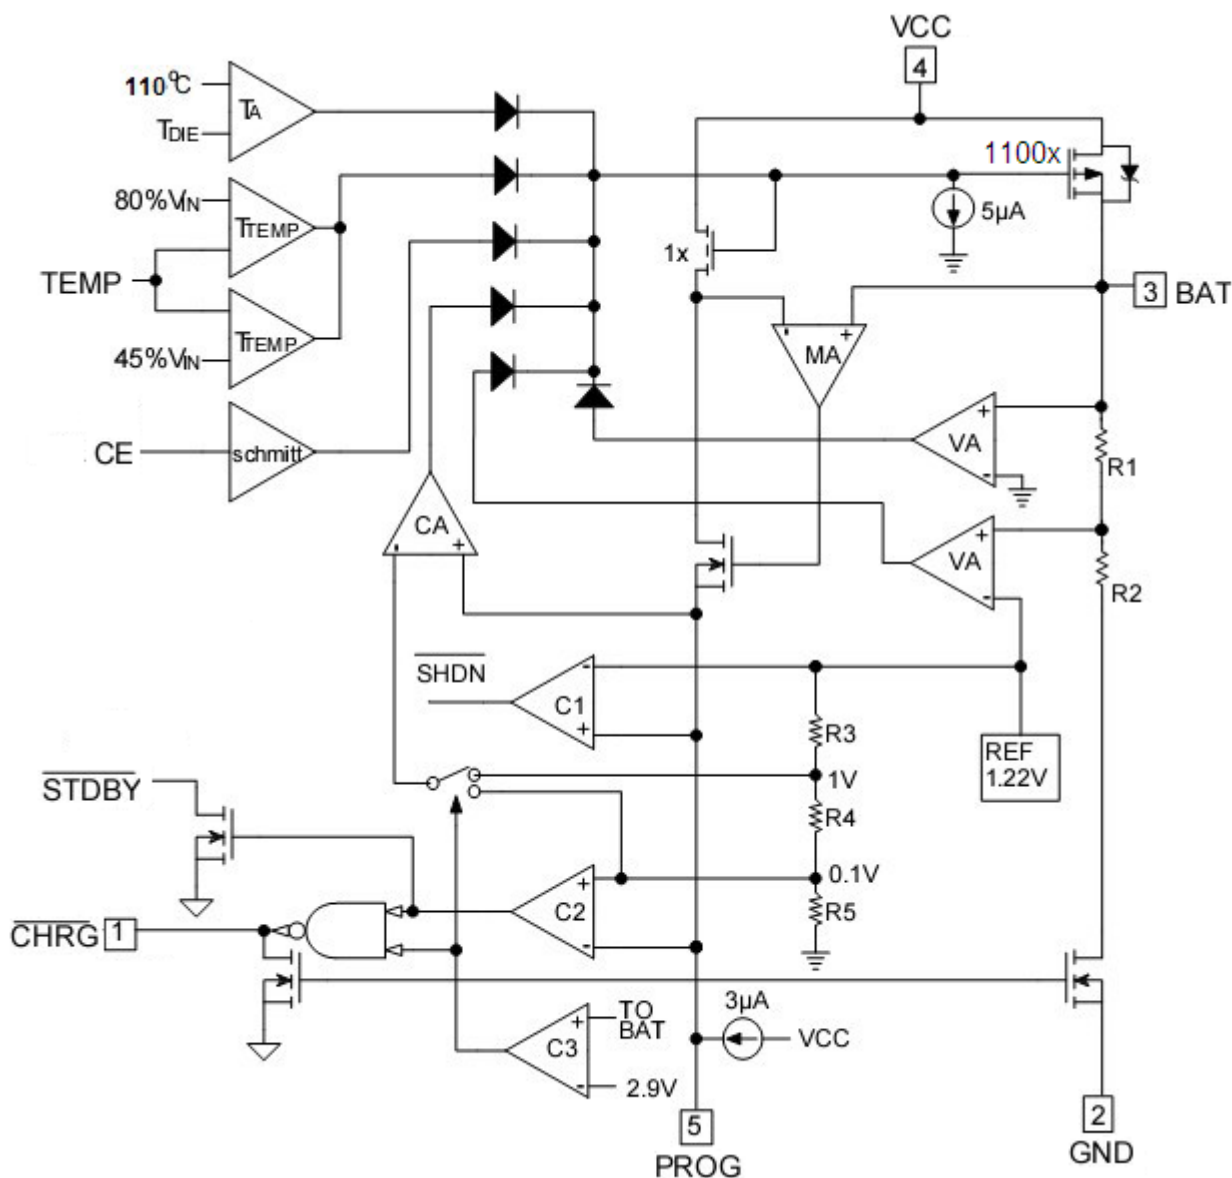 VCC
4
110°C
TA
TDIE
1100x
80%VIN
TTEMP
5µA
TEMP
1x
3 BAT
TTEMP
45%VIN
- +
MA
CE
schmitt
+
VA
-
R1
CA
- +
+
VA
-
R2
SHDN
-
C1
+
R3
REF
1.22V
STDBY
1V
R4
0.1V
+
C2
-
R5
CHRG 1
3µA
TO
BAT
+
C3
-
VCC
2.9V
5
PROG
2
GND